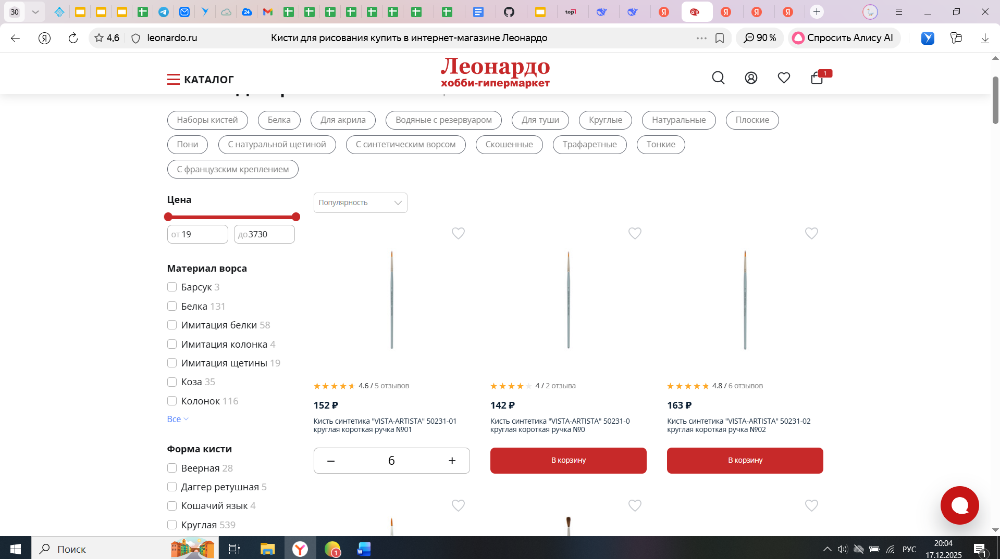 30
24
top
Я
Я
Я
Я
Я
4,6
leonardo.ru
Кисти для рисования купить в интернет-магазине Леонардо
90 %
Спросить Алису AI
КАТАЛОГ
Леонардо
хобби-гипермаркет
1
Наборы кистей
Белка
Для акрила
Водяные с резервуаром
Для туши
Круглые
Натуральные
Плоские
Пони
С натуральной щетиной
С синтетическим ворсом
Скошенные
Трафаретные
Тонкие
С французским креплением
Цена
от 19
до 3730
Популярность
Материал ворса
Барсук 3
Белка 131
Имитация белки 58
Имитация колонка 4
Имитация щетины 19
Коза 35
Колонок 116
Все
Форма кисти
Веерная 28
Даггер ретушная 5
Кошачий язык 4
Круглая 539
4.6 / 5 отзывов
152 ₽
Кисть синтетика "VISTA-ARTISTA" 50231-01
круглая короткая ручка №01
6
4 / 2 отзыва
142 ₽
Кисть синтетика "VISTA-ARTISTA" 50231-0
круглая короткая ручка №0
В корзину
4.8 / 6 отзывов
163 ₽
Кисть синтетика "VISTA-ARTISTA" 50231-02
круглая короткая ручка №02
В корзину
Поиск
1
W
РУС
20:04
17.12.2025
1